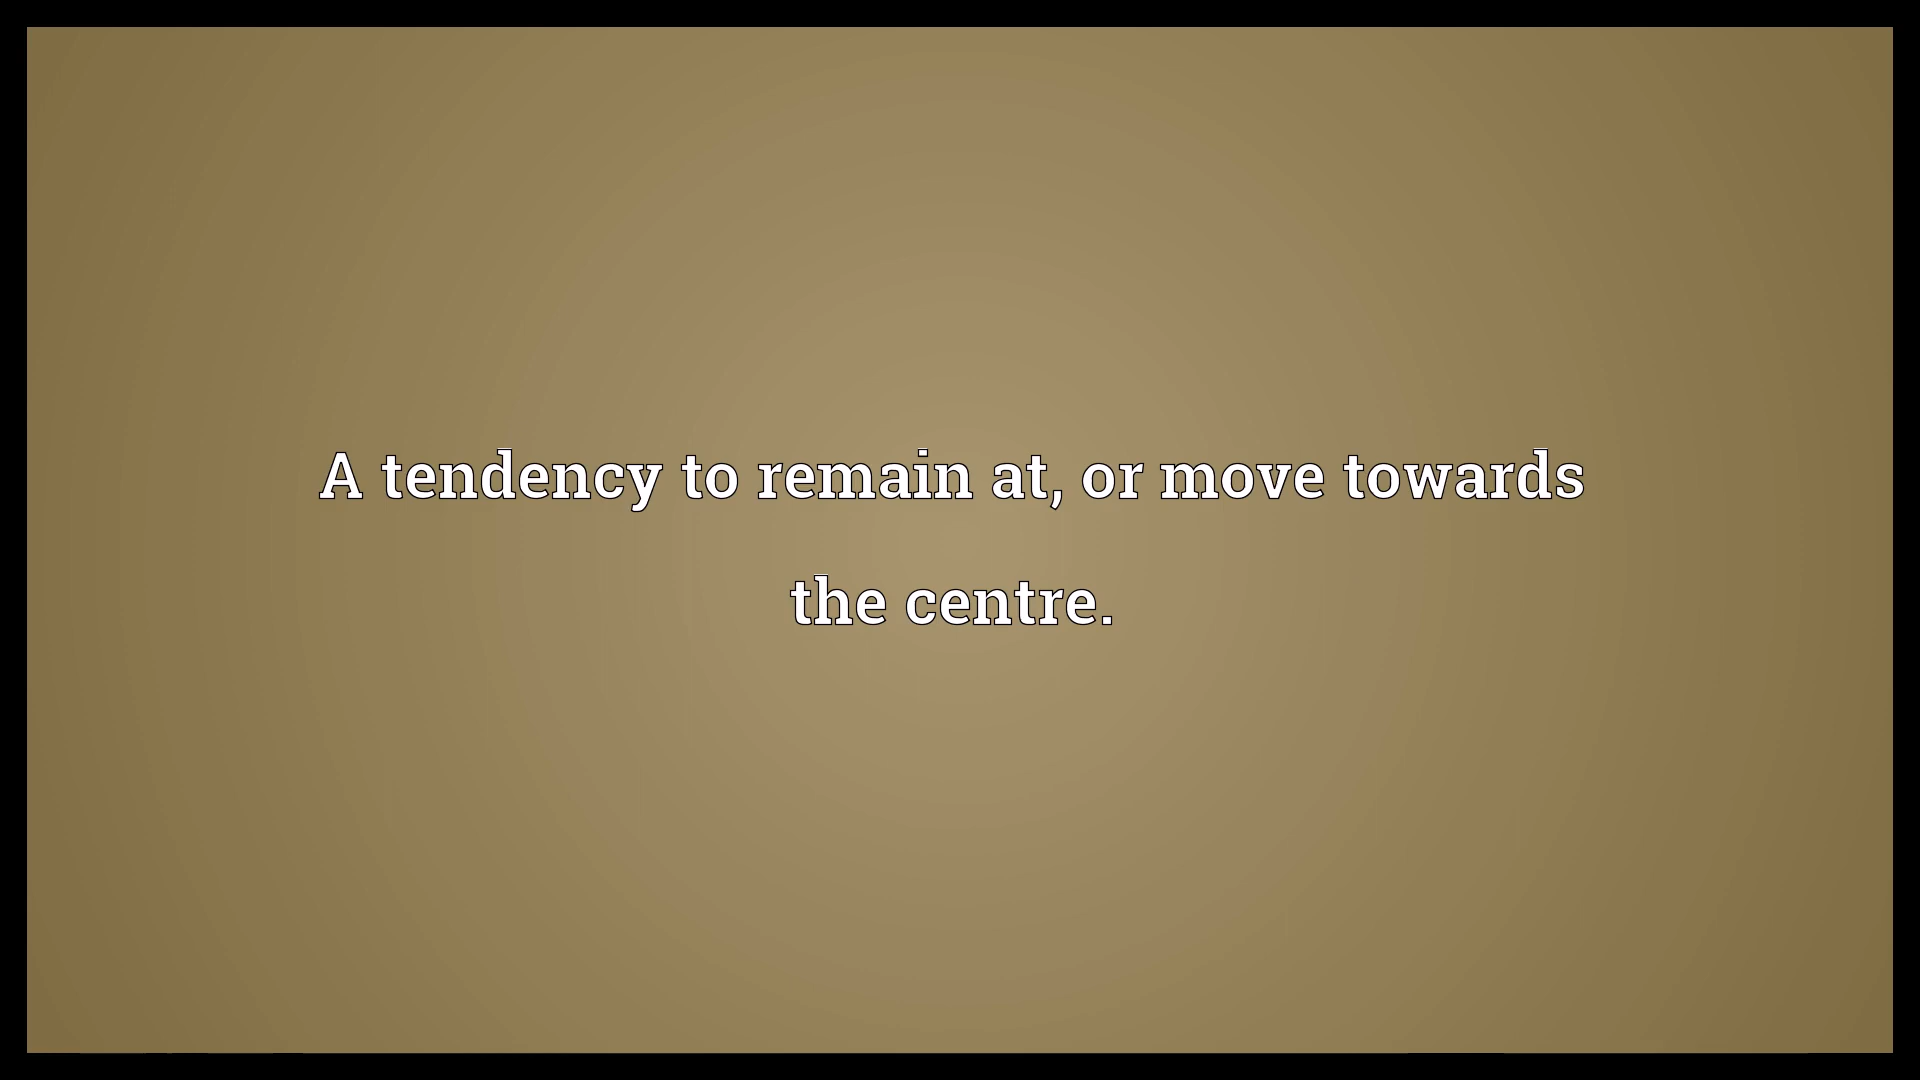 A tendency to remain at, or move towards
the centre.